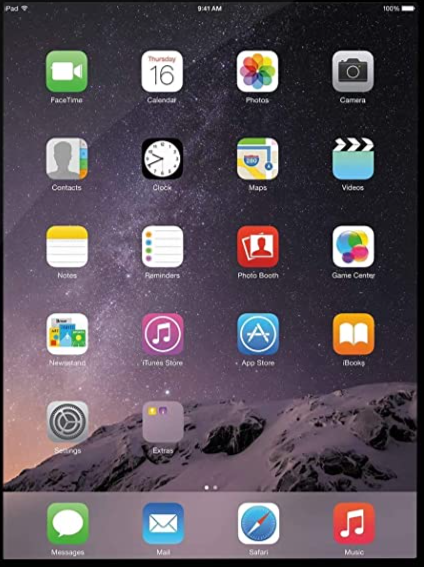 iPad 9:41 AM 100%
Thursday
16
FaceTime Calendar Photos Camera
280
Contacts Clock Maps Videos
Notes Reminders Photo Booth Game Center
Newsstand iTunes Store App Store iBooks
Settings Extras
Messages Mail Safari Music